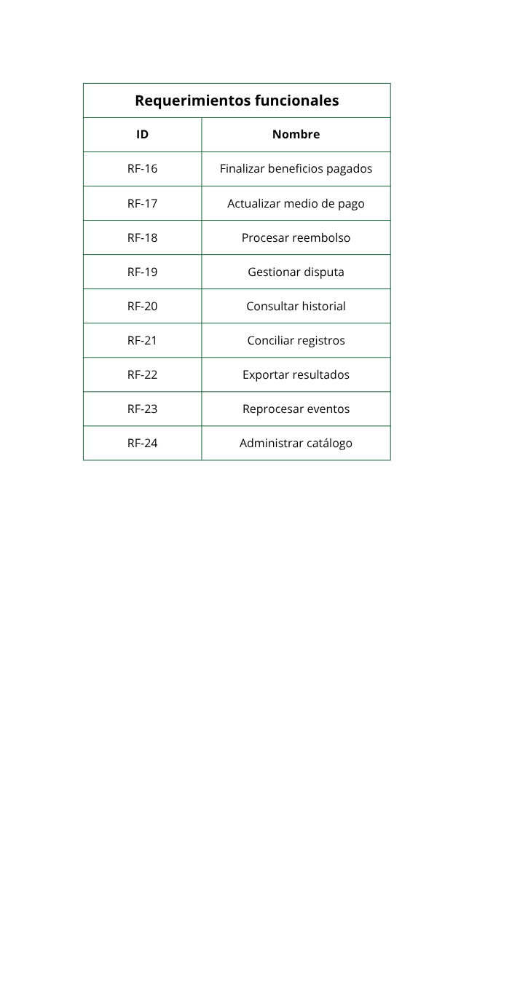 Requerimientos funcionales
ID Nombre
RF-16 Finalizar beneficios pagados
RF-17 Actualizar medio de pago
RF-18 Procesar reembolso
RF-19 Gestionar disputa
RF-20 Consultar historial
RF-21 Conciliar registros
RF-22 Exportar resultados
RF-23 Reprocesar eventos
RF-24 Administrar catálogo